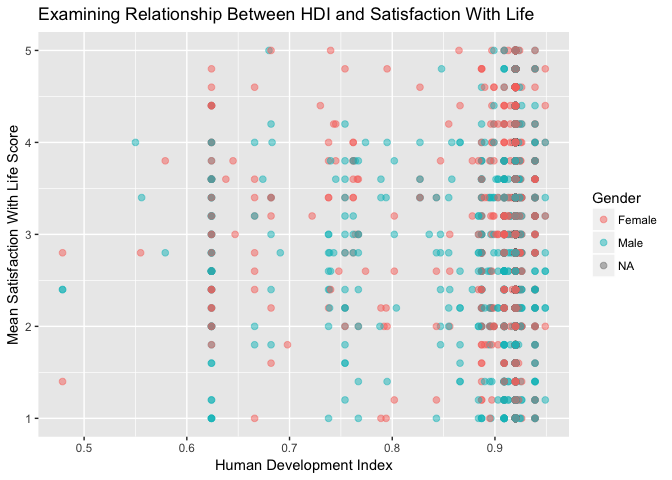 Examining Relationship Between HDI and Satisfaction With Life
5
4
3
2
1
Mean Satisfaction With Life Score
0.5 0.6 0.7 0.8 0.9
Human Development Index
Gender
Female
Male
NA